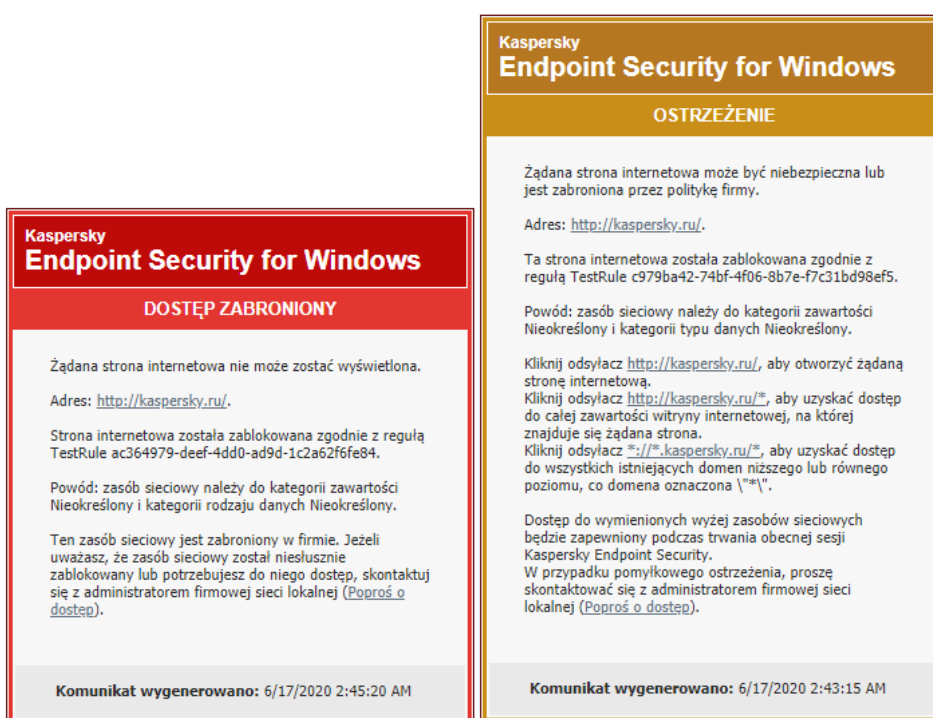 Kaspersky
Endpoint Security for Windows
DOSTĘP ZABRONIONY
Żądana strona internetowa nie może zostać wyświetlona.
Adres: http://kaspersky.ru/.
Strona internetowa została zablokowana zgodnie z regułą
TestRule ac364979-deef-4dd0-ad9d-1c2a62f6fe84.
Powód: zasób sieciowy należy do kategorii zawartości
Nieokreślony i kategorii rodzaju danych Nieokreślony.
Ten zasób sieciowy jest zabroniony w firmie. Jeżeli
uważasz, że zasób sieciowy został niesłusznie
zablokowany lub potrzebujesz do niego dostęp, skontaktuj
się z administratorem firmowej sieci lokalnej (Poproś o
dostęp).
Komunikat wygenerowano: 6/17/2020 2:45:20 AM
Kaspersky
Endpoint Security for Windows
OSTRZEŻENIE
Żądana strona internetowa może być niebezpieczna lub
jest zabroniona przez politykę firmy.
Adres: http://kaspersky.ru/.
Ta strona internetowa została zablokowana zgodnie z
regułą TestRule c979ba42-74bf-4f06-8b7e-f7c31bd98ef5.
Powód: zasób sieciowy należy do kategorii zawartości
Nieokreślony i kategorii typu danych Nieokreślony.
Kliknij odsyłacz http://kaspersky.ru/, aby otworzyć żądaną
stronę internetową.
Kliknij odsyłacz http://kaspersky.ru/*, aby uzyskać dostęp
do całej zawartości witryny internetowej, na której
znajduje się żądana strona.
Kliknij odsyłacz *://*.kaspersky.ru/*, aby uzyskać dostęp
do wszystkich istniejących domen niższego lub równego
poziomu, co domena oznaczona \"*\".
Dostęp do wymienionych wyżej zasobów sieciowych
będzie zapewniony podczas trwania obecnej sesji
Kaspersky Endpoint Security.
W przypadku pomyłkowego ostrzeżenia, proszę
skontaktować się z administratorem firmowej sieci
lokalnej (Poproś o dostęp).
Komunikat wygenerowano: 6/17/2020 2:43:15 AM